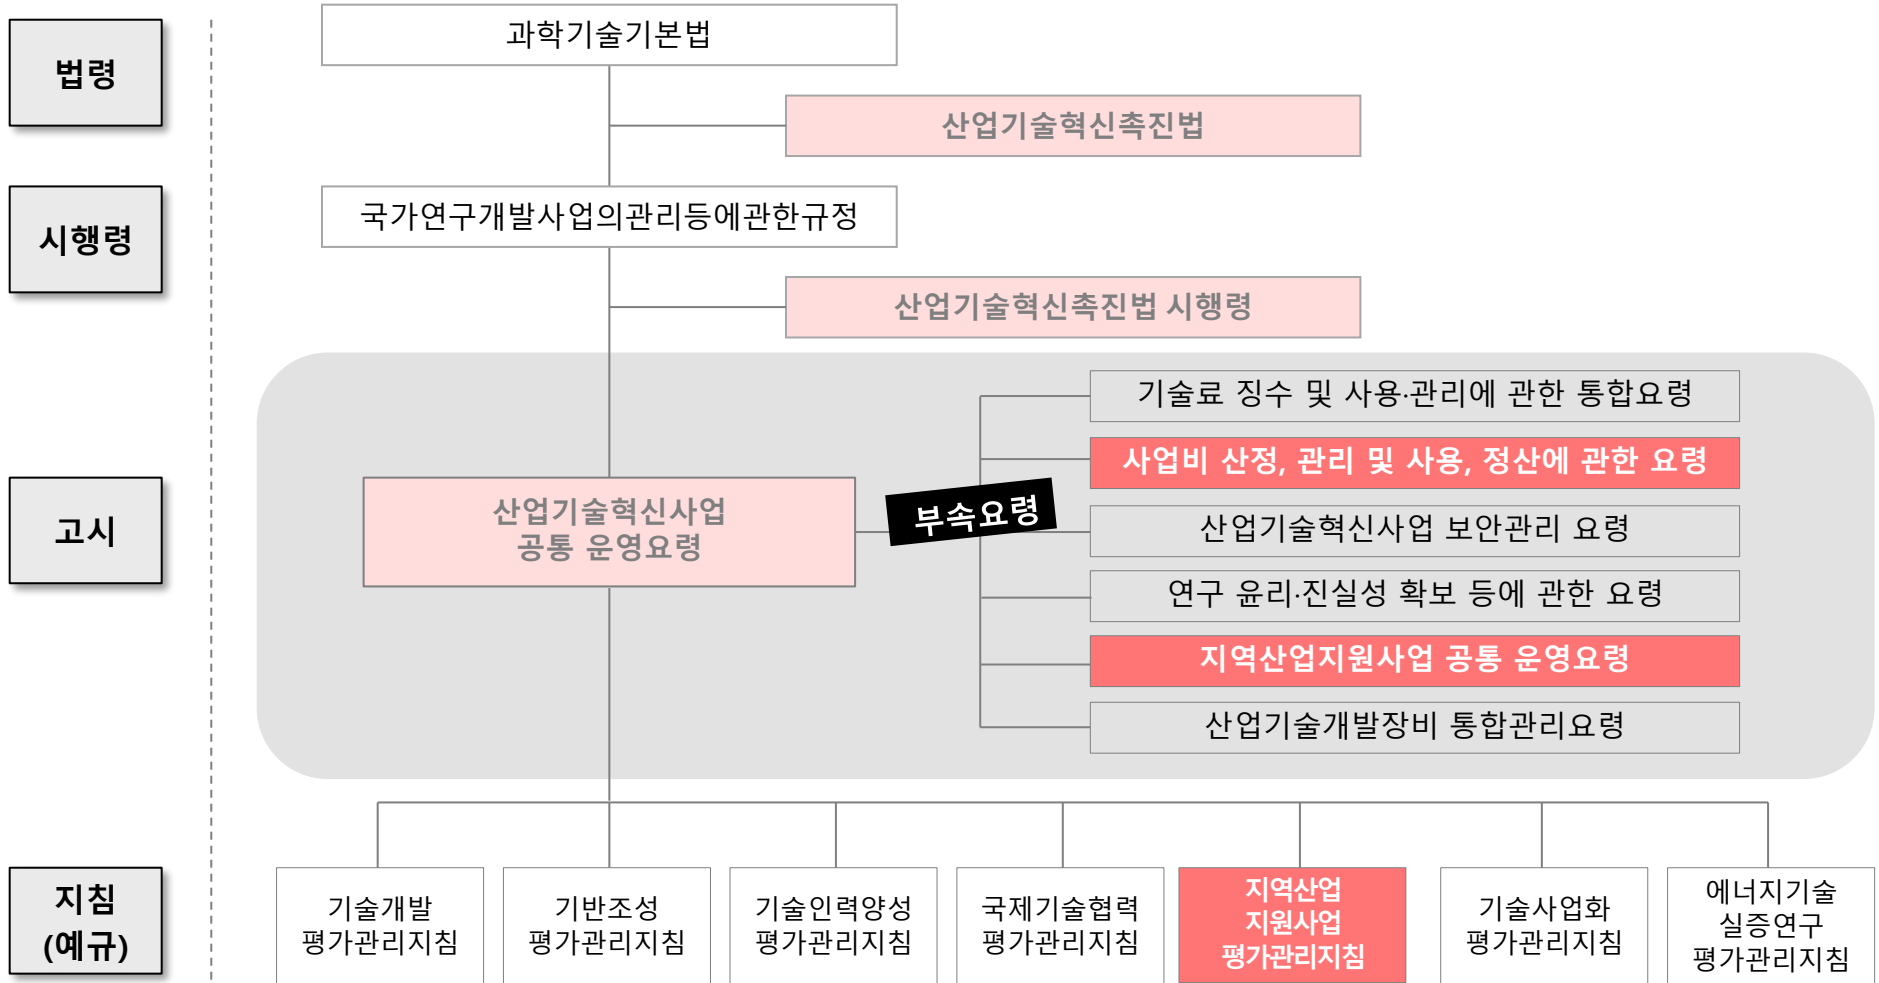 법령
과학기술기본법
산업기술혁신촉진법
시행령
국가연구개발사업의관리등에관한규정
산업기술혁신촉진법 시행령
고시
산업기술혁신사업
공통 운영요령
부속요령
기술료 징수 및 사용·관리에 관한 통합요령
사업비 산정, 관리 및 사용, 정산에 관한 요령
산업기술혁신사업 보안관리 요령
연구 윤리·진실성 확보 등에 관한 요령
지역산업지원사업 공통 운영요령
산업기술개발장비 통합관리요령
지침
(예규)
기술개발
평가관리지침
기반조성
평가관리지침
기술인력양성
평가관리지침
국제기술협력
평가관리지침
지역산업
지원사업
평가관리지침
기술사업화
평가관리지침
에너지기술
실증연구
평가관리지침